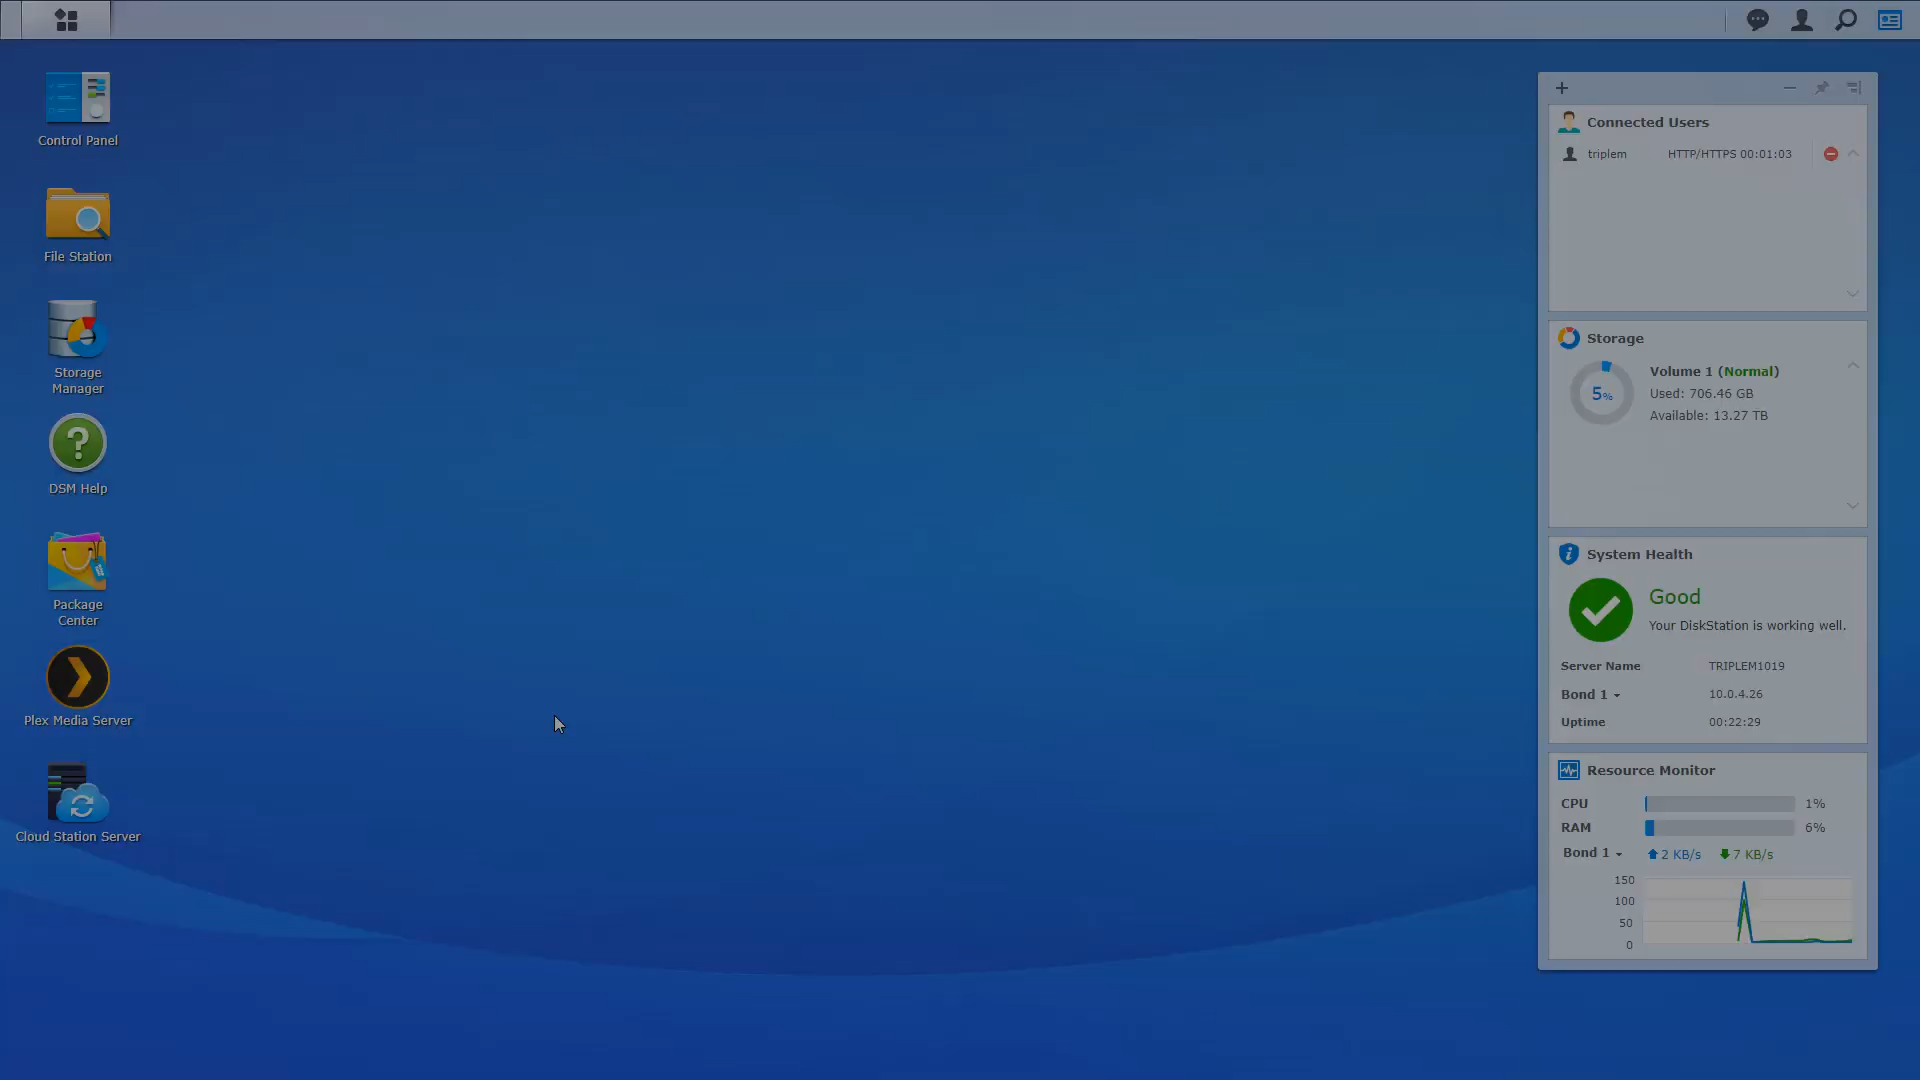 Control Panel
File Station
Storage
Manager
DSM Help
Package
Center
Plex Media Server
Cloud Station Server
Connected Users
triplem HTTP/HTTPS 00:01:03
Storage
5%
Volume 1 (Normal)
Used: 706.46 GB
Available: 13.27 TB
System Health
Good
Your DiskStation is working well.
Server Name TRIPLEM1019
Bond 1 10.0.4.26
Uptime 00:22:29
Resource Monitor
CPU 1%
RAM 6%
Bond 1 2 KB/s 7 KB/s
150
100
50
0